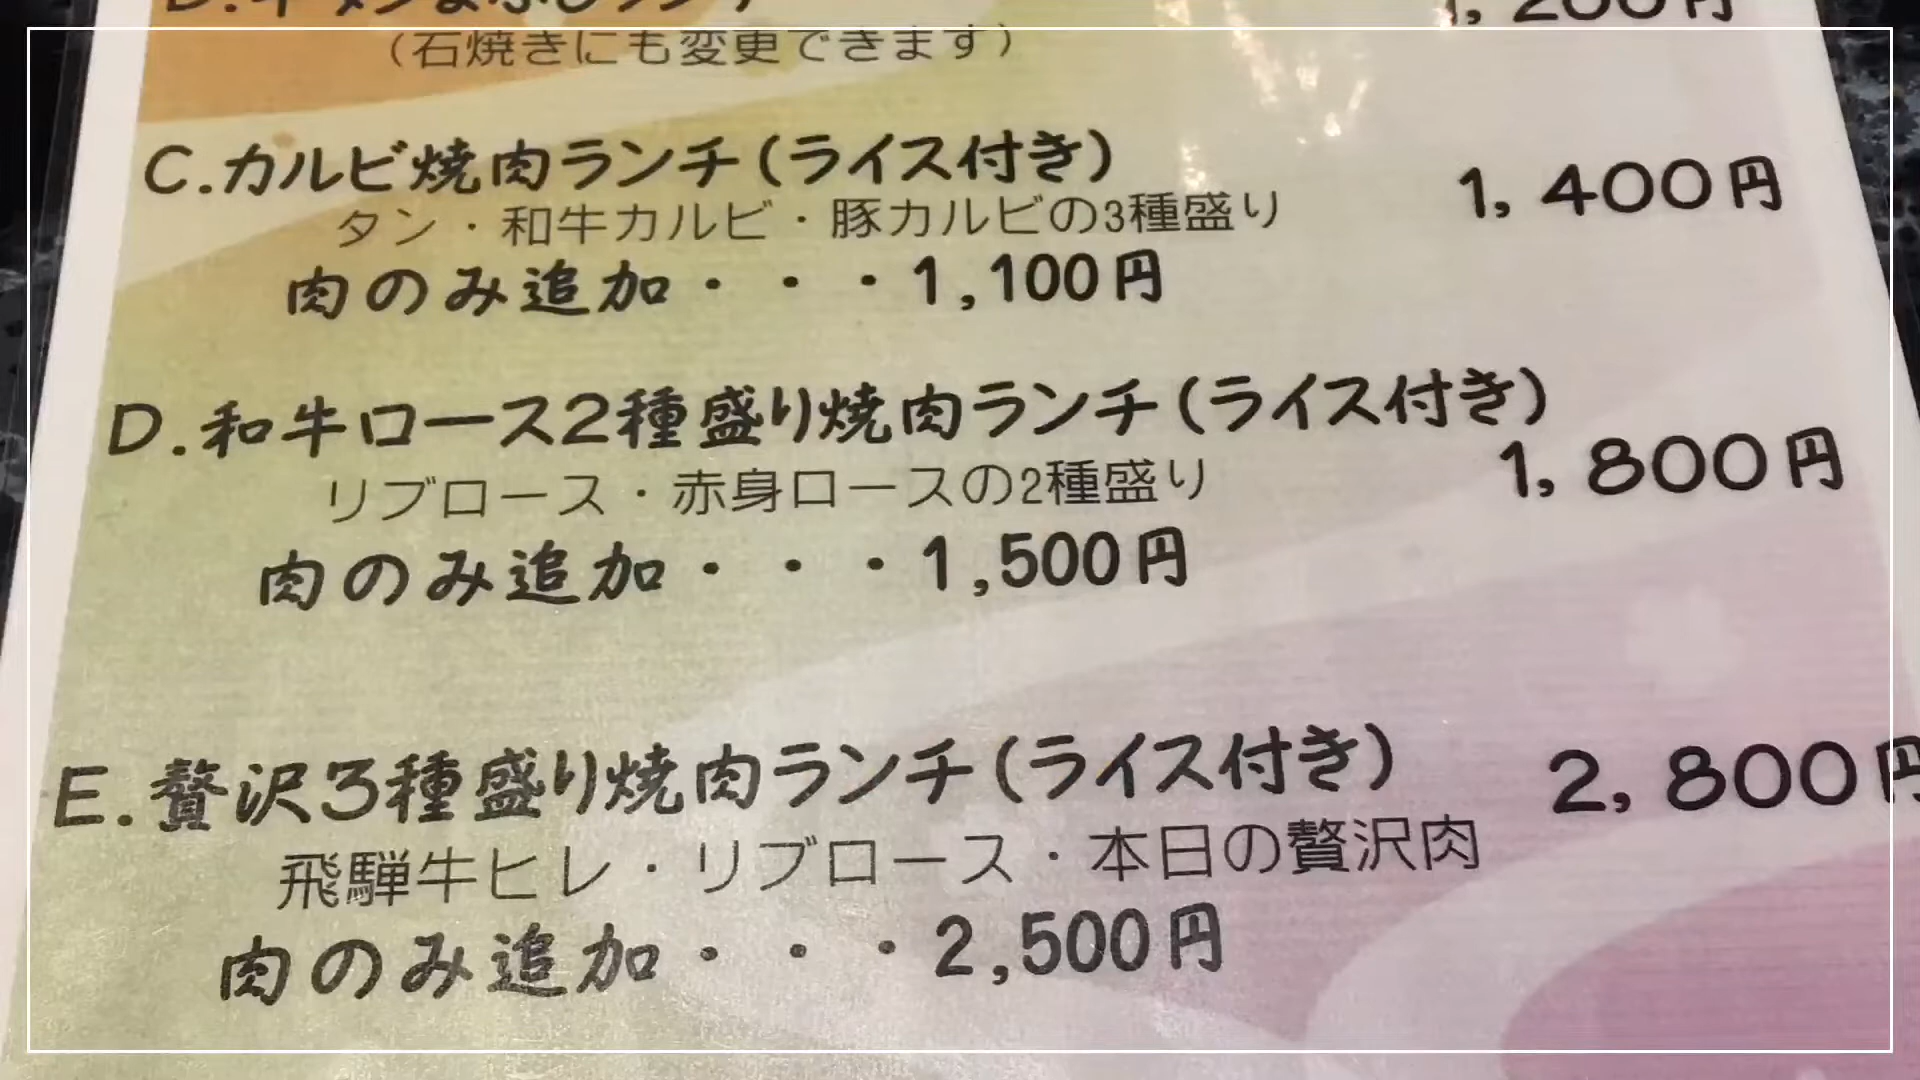 (石焼きにも変更できます)
1,200円
C.カルビ焼肉ランチ(ライス付き)
1,400円
タン・和牛カルビ・豚カルビの3種盛り
肉のみ追加・・・1,100円
D.和牛ロース2種盛り焼肉ランチ(ライス付き)
1,800円
リブロース・赤身ロースの2種盛り
肉のみ追加・・・1,500円
E.贅沢3種盛り焼肉ランチ(ライス付き)
2,800円
飛騨牛ヒレ・リブロース・本日の贅沢肉
肉のみ追加・・・2,500円